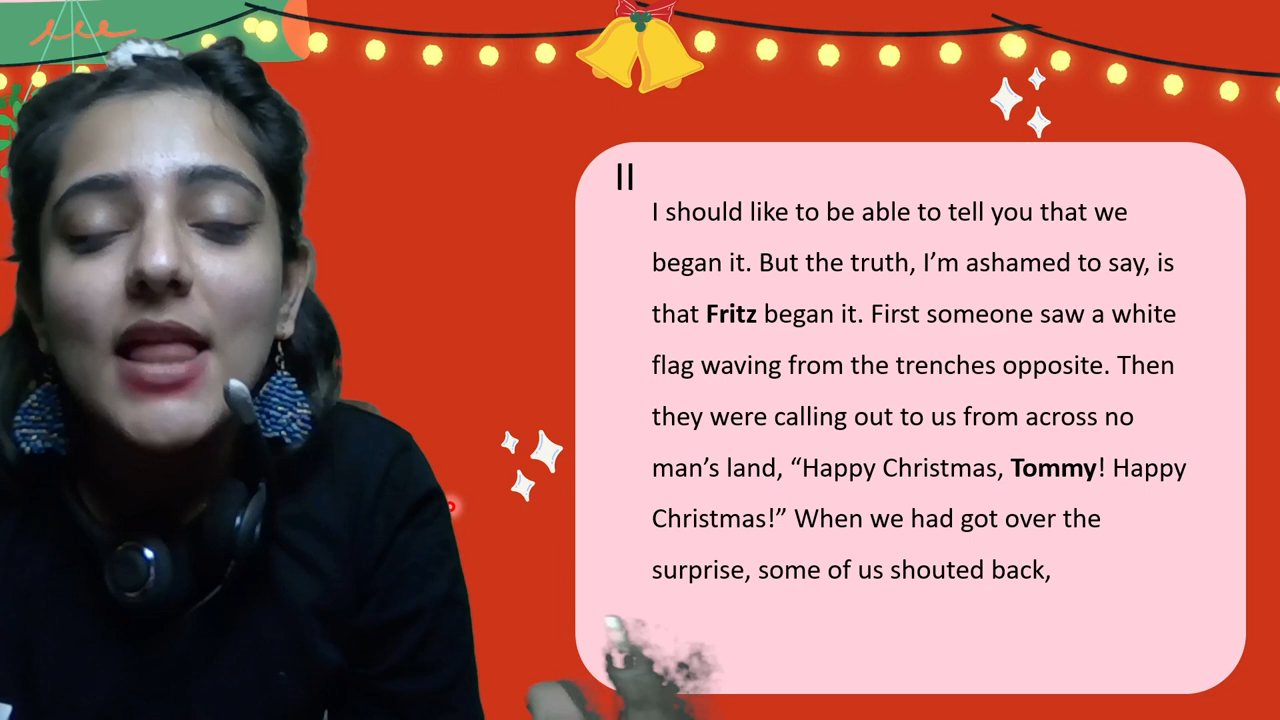 II
I should like to be able to tell you that we
began it. But the truth, I’m ashamed to say, is
that Fritz began it. First someone saw a white
flag waving from the trenches opposite. Then
they were calling out to us from across no
man’s land, “Happy Christmas, Tommy! Happy
Christmas!” When we had got over the
surprise, some of us shouted back,